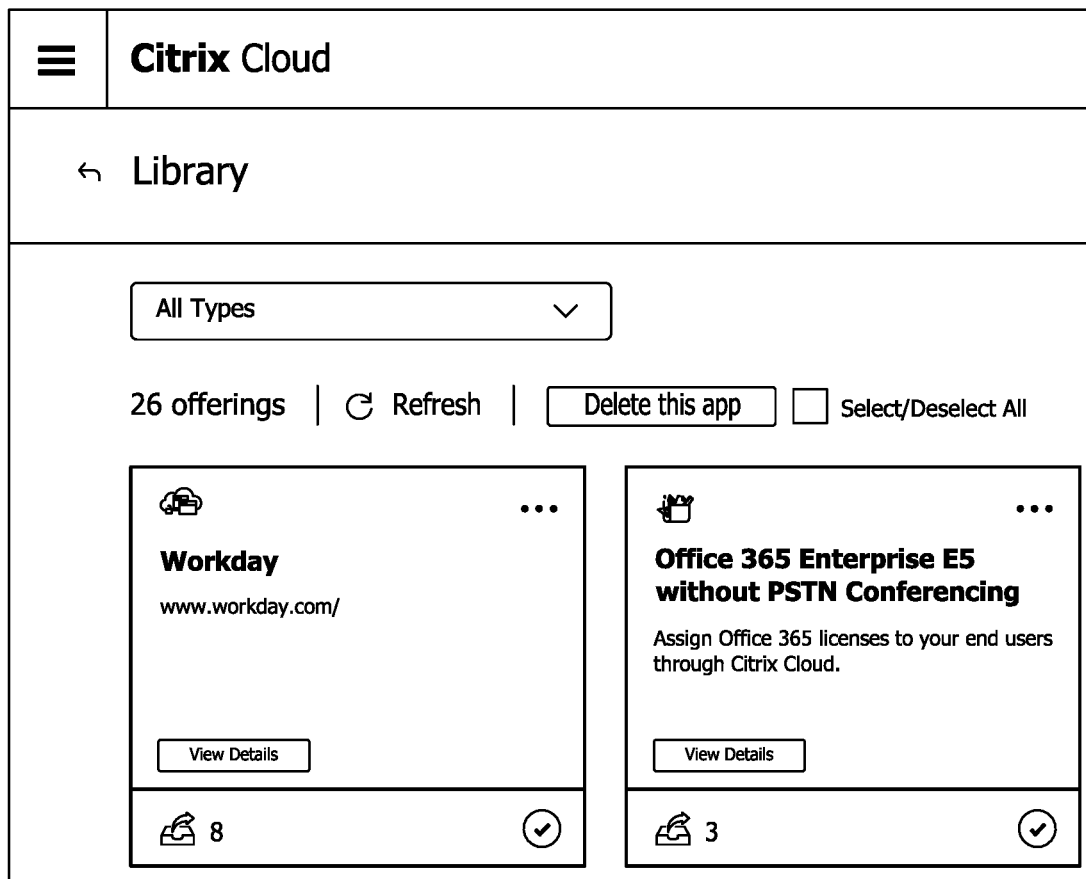 Citrix Cloud
Library
All Types
26 offerings Refresh Delete this app Select/Deselect All
Workday
www.workday.com/
View Details
8
Office 365 Enterprise E5
without PSTN Conferencing
Assign Office 365 licenses to your end users
through Citrix Cloud.
View Details
3